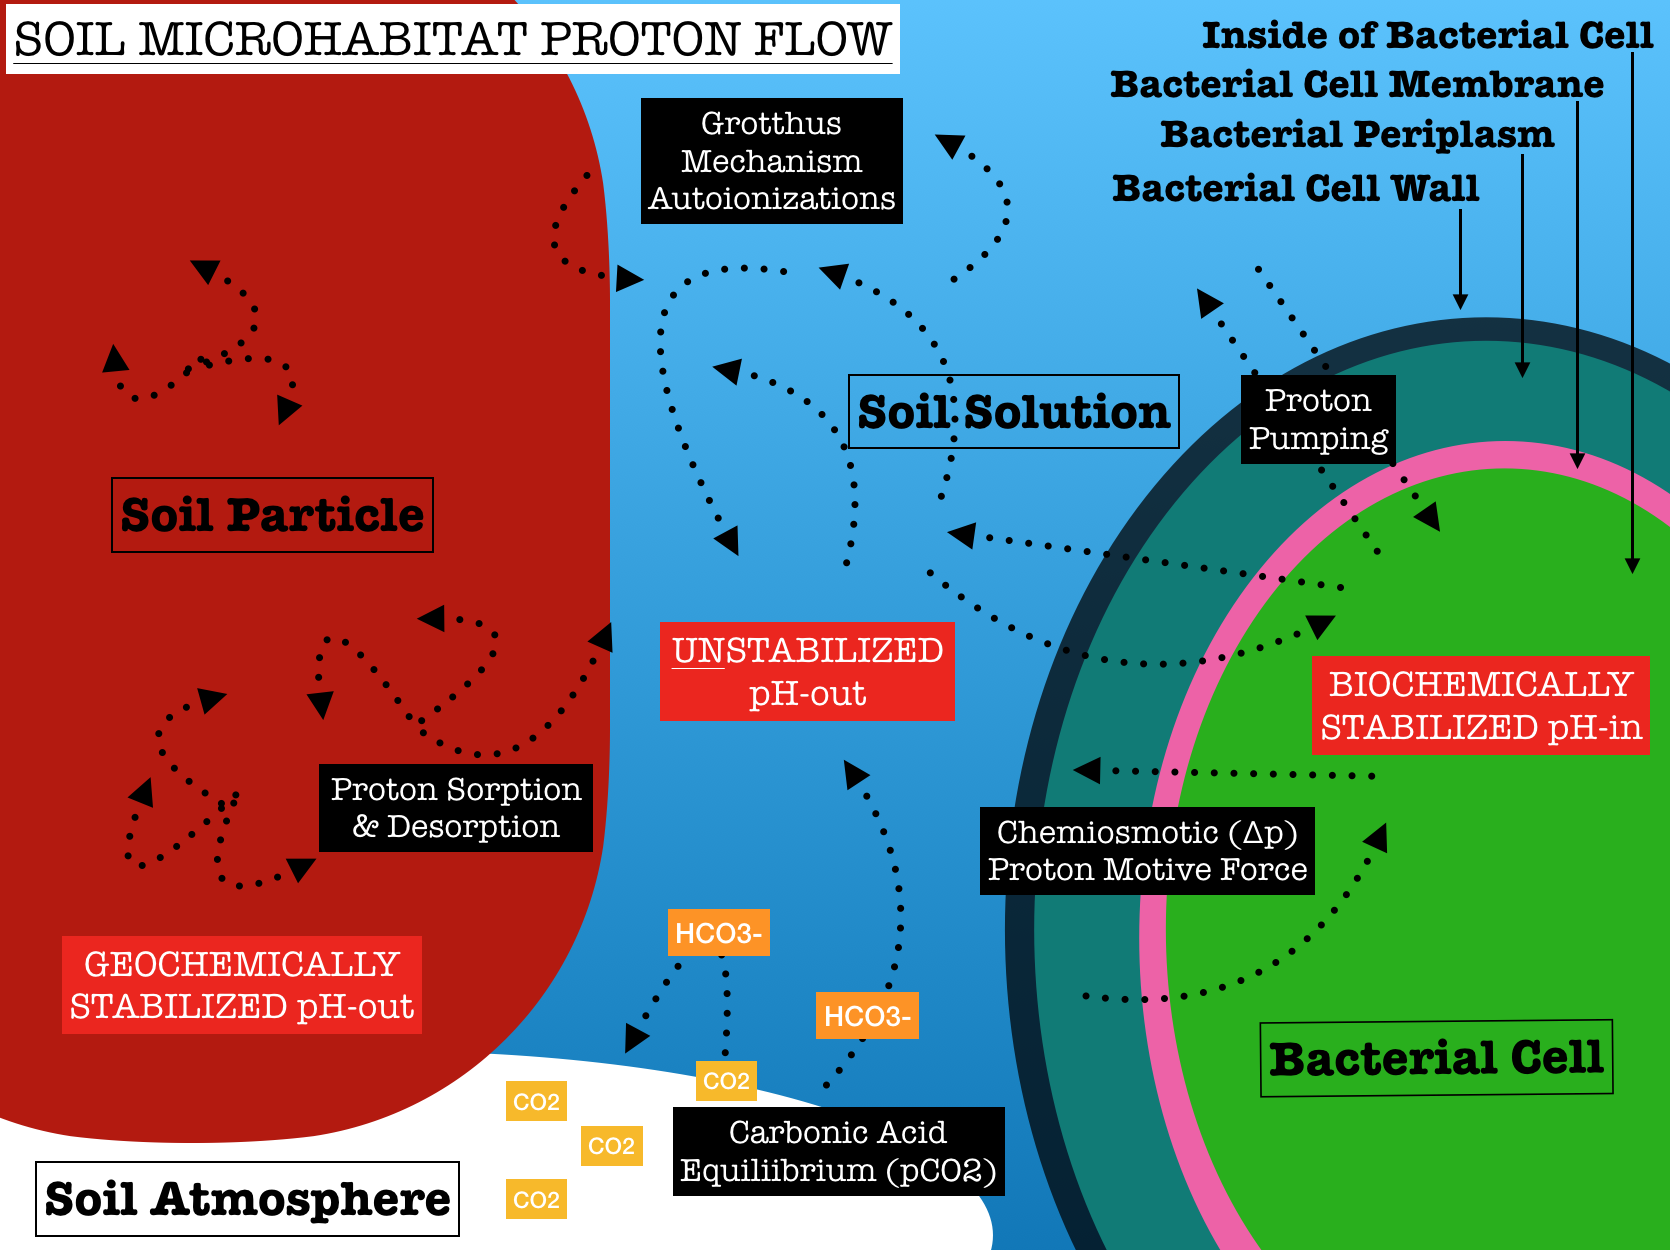 SOIL MICROHABITAT PROTON FLOW
Inside of Bacterial Cell
Bacterial Cell Membrane
Bacterial Periplasm
Bacterial Cell Wall
Grotthus
Mechanism
Autoionizations
Soil Solution
Proton
Pumping
Soil Particle
UNSTABILIZED
pH-out
BIOCHEMICALLY
STABILIZED pH-in
Proton Sorption
& Desorption
Chemiosmotic (Δp)
Proton Motive Force
GEOCHEMICALLY
STABILIZED pH-out
HCO3-
HCO3-
Bacterial Cell
CO2
CO2
CO2
CO2
Carbonic Acid
Equiliibrium (pCO2)
Soil Atmosphere